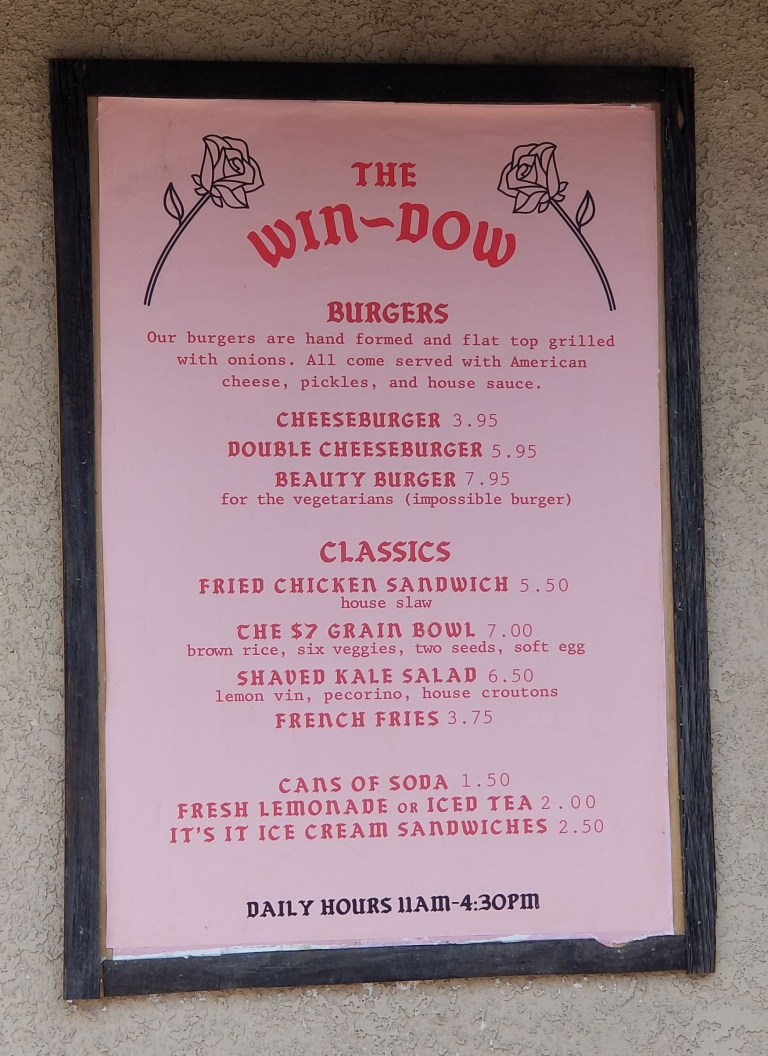 THE
WIN~DOW
BURGERS
Our burgers are hand formed and flat top grilled
with onions. All come served with American
cheese, pickles, and house sauce.
CHEESEBURGER 3.95
DOUBLE CHEESEBURGER 5.95
BEAUTY BURGER 7.95
for the vegetarians (impossible burger)
CLASSICS
FRIED CHICKEN SANDWICH 5.50
house slaw
THE $7 GRAIN BOWL 7.00
brown rice, six veggies, two seeds, soft egg
SHAVED KALE SALAD 6.50
lemon vin, pecorino, house croutons
FRENCH FRIES 3.75
CANS OF SODA 1.50
FRESH LEMONADE OR ICED TEA 2.00
IT'S IT ICE CREAM SANDWICHES 2.50
DAILY HOURS 11AM-4:30PM